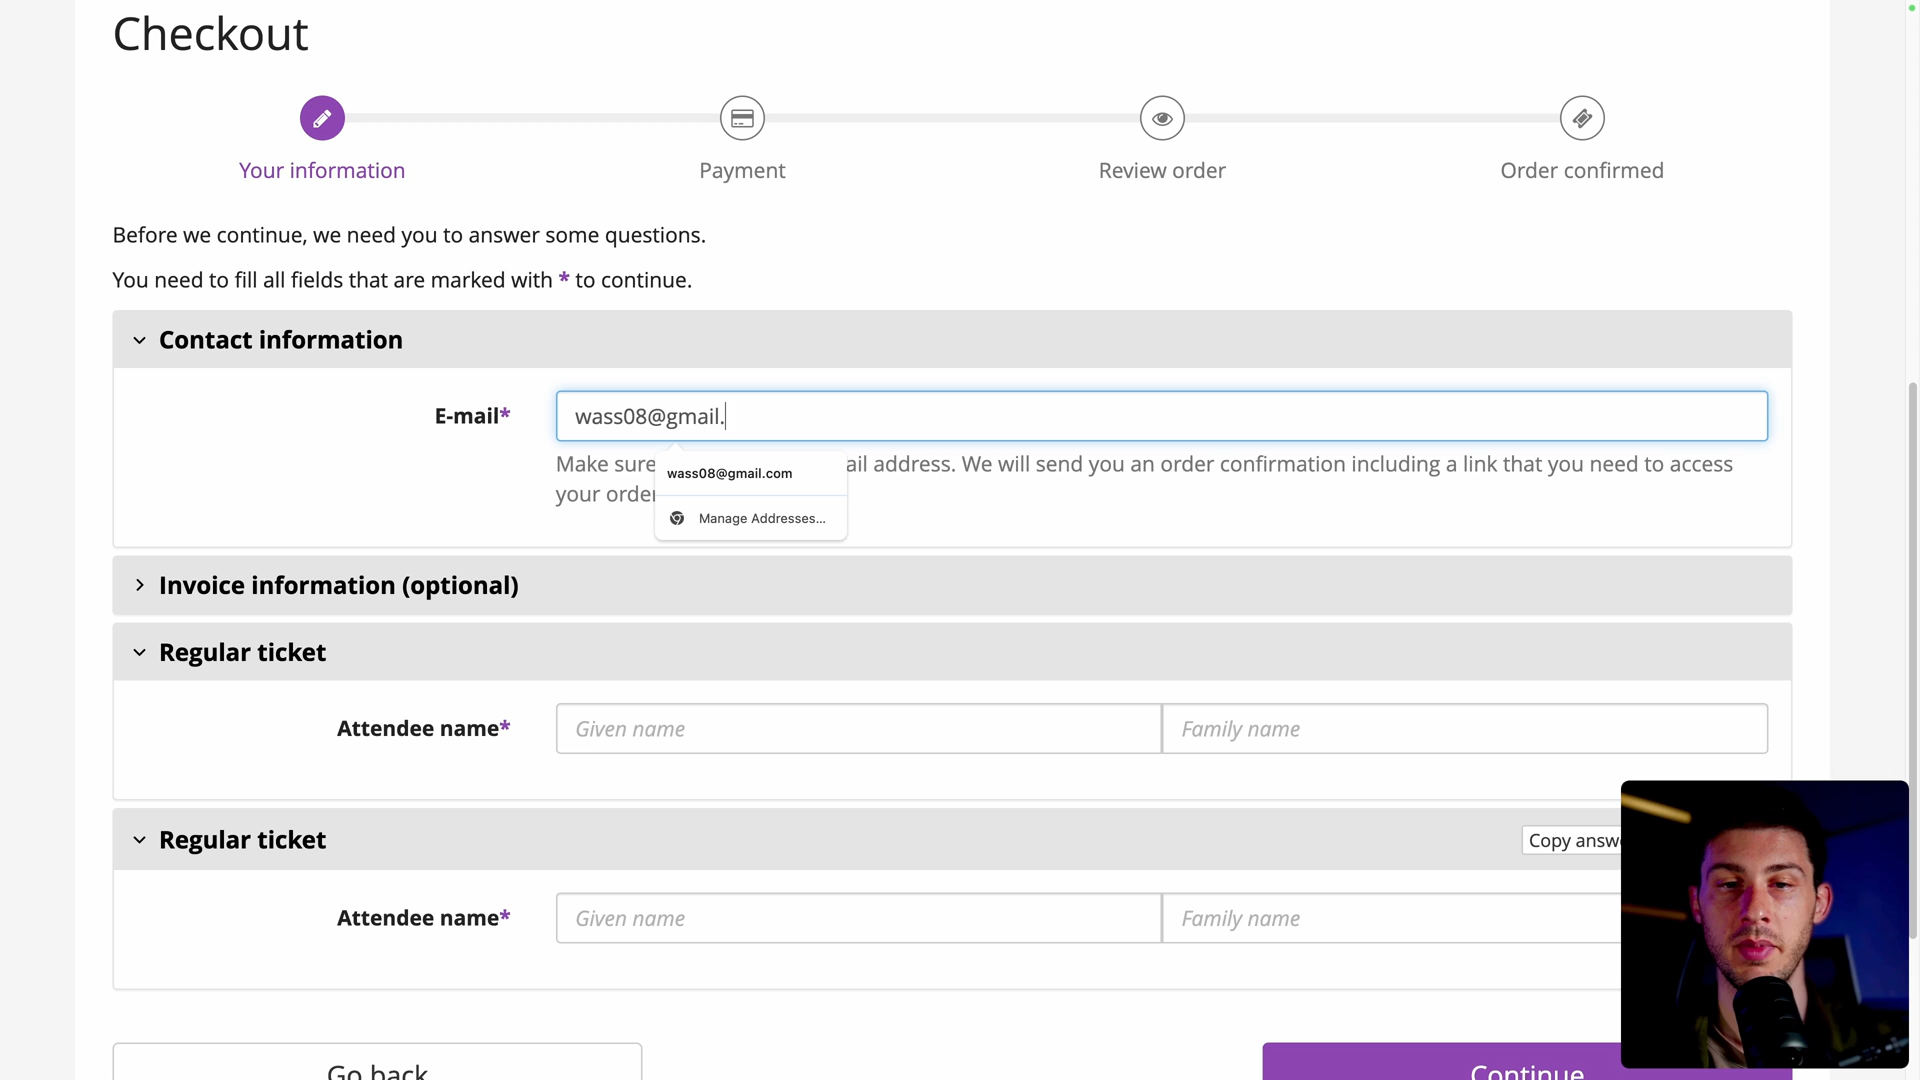 Checkout
Your information
Payment
Review order
Order confirmed
Before we continue, we need you to answer some questions.
You need to fill all fields that are marked with * to continue.
Contact information
E-mail*
wass08@gmail.
Make sure
ail address. We will send you an order confirmation including a link that you need to access
your order
wass08@gmail.com
Manage Addresses...
Invoice information (optional)
Regular ticket
Attendee name*
Given name
Family name
Regular ticket
Copy answ
Attendee name*
Given name
Family name
Go back
Continue